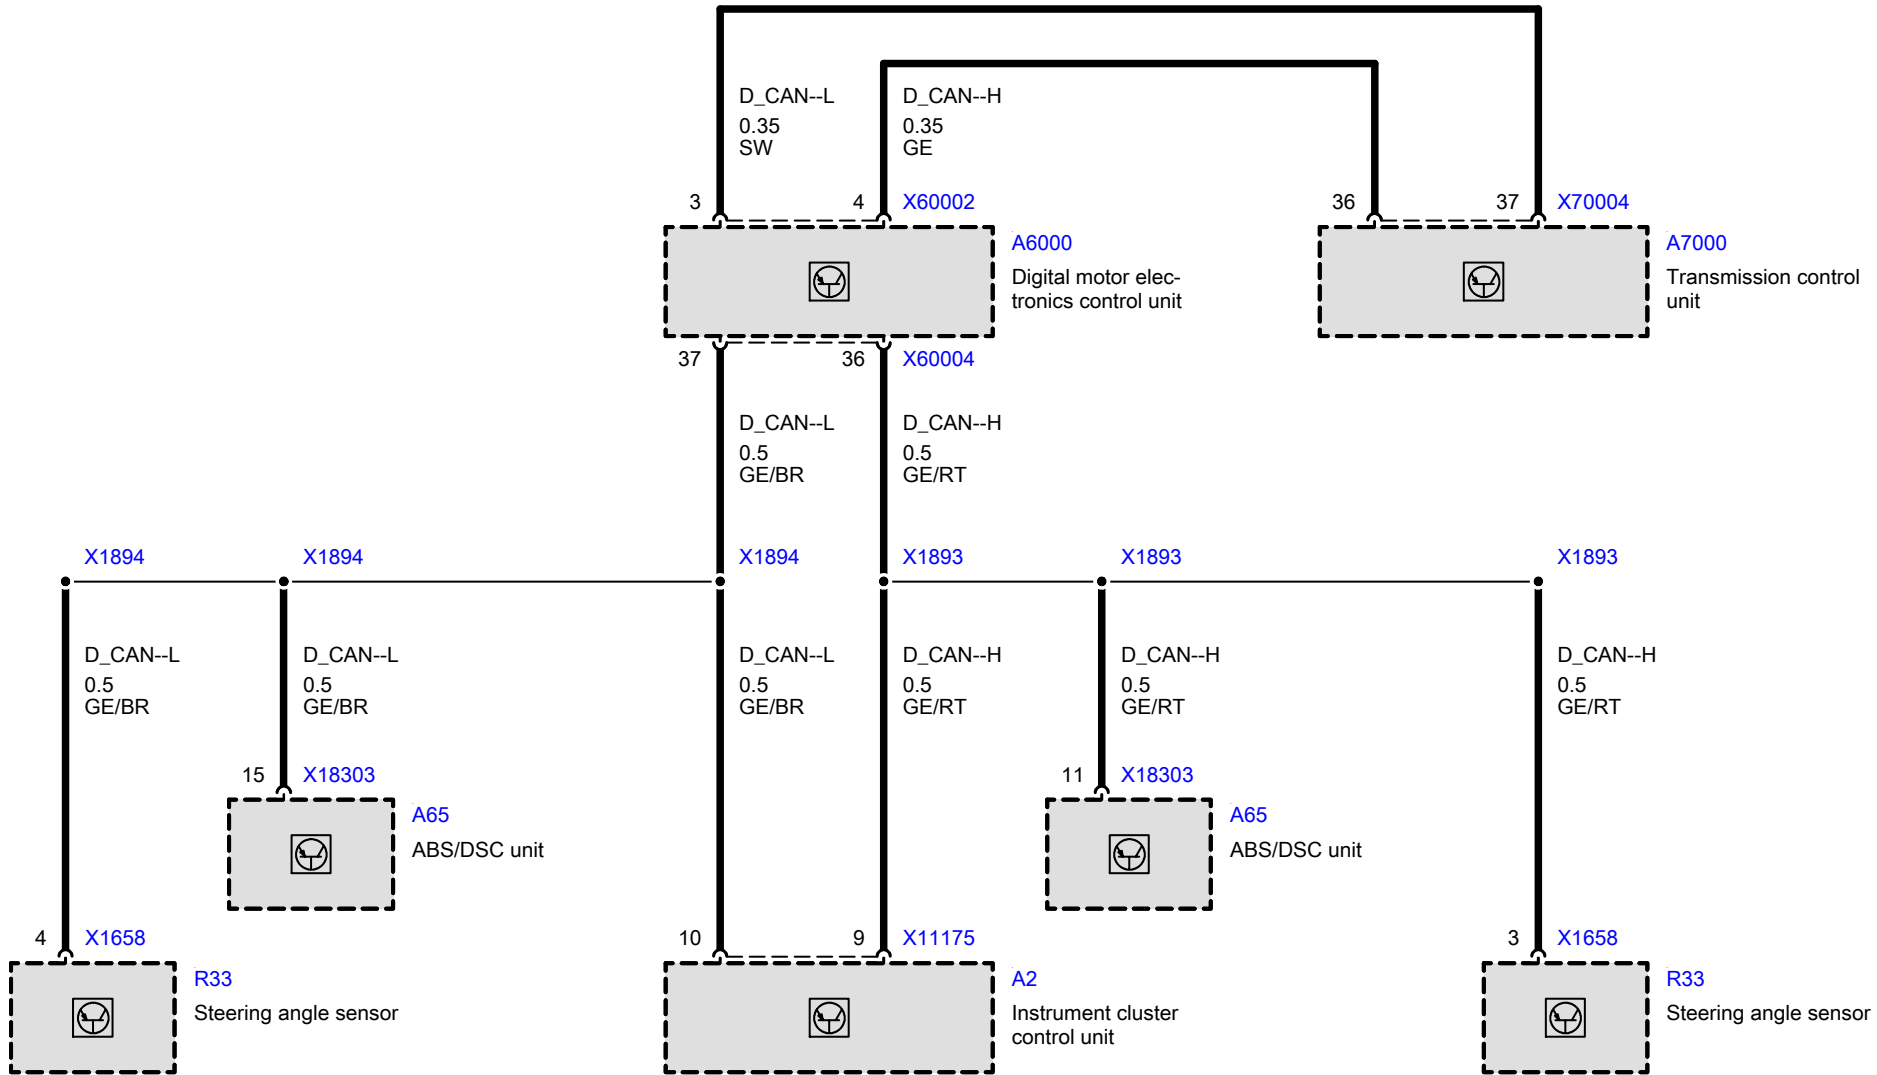 D_CAN--L
0.35
SW
D_CAN--H
0.35
GE
3
4
X60002
36
37
X70004
A6000
Digital motor elec-
tronics control unit
A7000
Transmission control
unit
37
36
X60004
D_CAN--L
0.5
GE/BR
D_CAN--H
0.5
GE/RT
X1894
X1894
X1894
X1893
X1893
X1893
D_CAN--L
0.5
GE/BR
D_CAN--L
0.5
GE/BR
D_CAN--L
0.5
GE/BR
D_CAN--H
0.5
GE/RT
D_CAN--H
0.5
GE/RT
D_CAN--H
0.5
GE/RT
15
X18303
11
X18303
A65
ABS/DSC unit
A65
ABS/DSC unit
4
X1658
10
9
X11175
3
X1658
R33
Steering angle sensor
A2
Instrument cluster
control unit
R33
Steering angle sensor